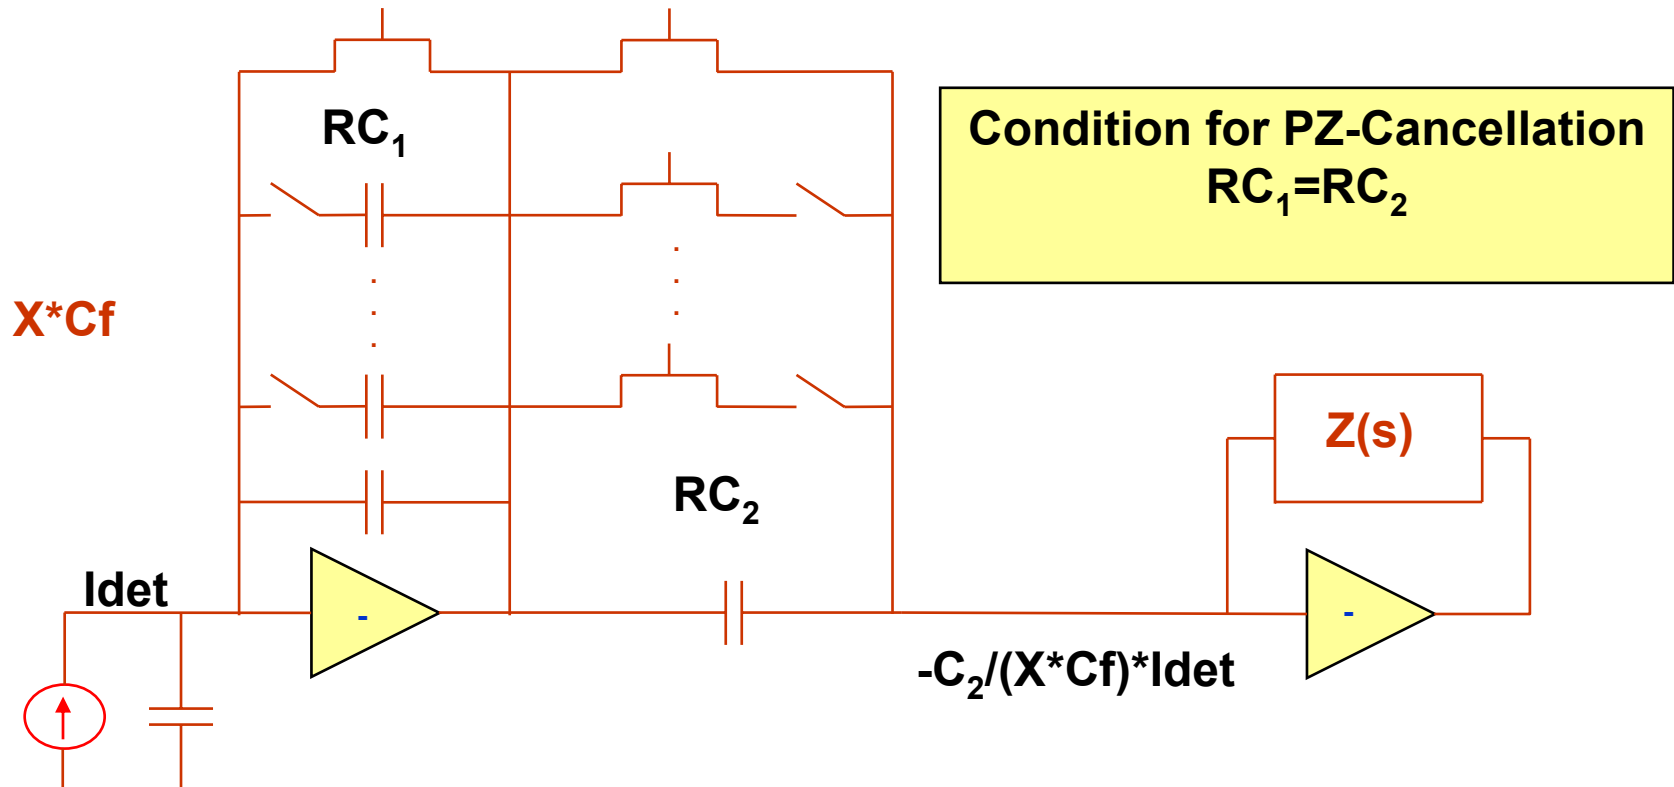 RC₁
Condition for PZ-Cancellation
RC₁=RC₂
X*Cf
Z(s)
RC₂
Idet
-
-
-C₂/(X*Cf)*Idet